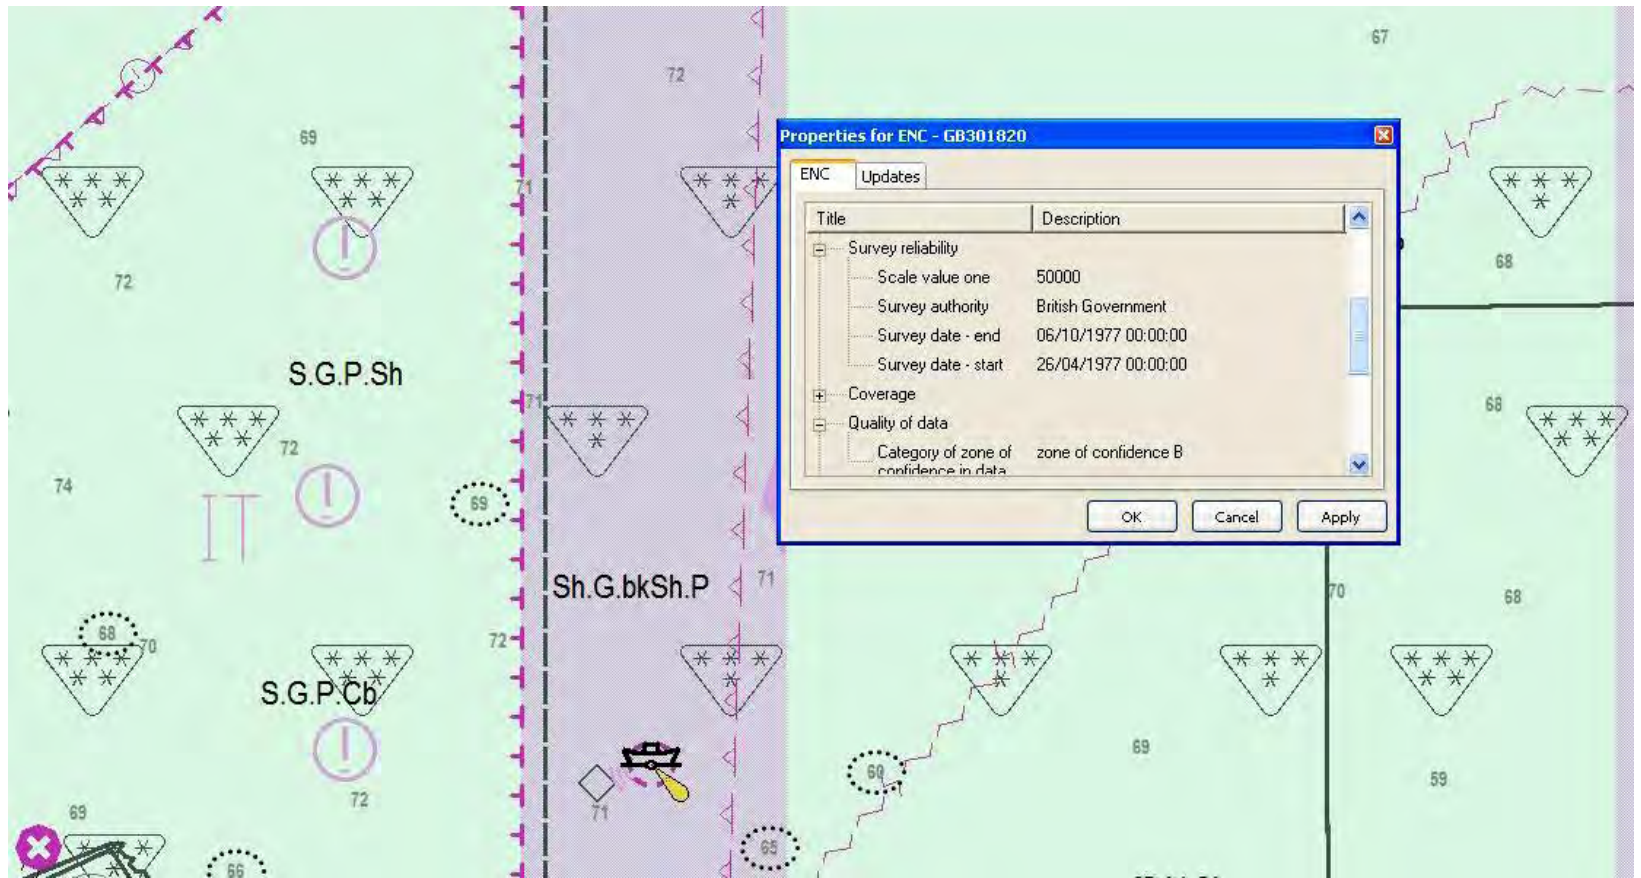 67
72
69
Properties for ENC - GB301820
ENC Updates
71
Title Description
Survey reliability
68
72
Scale value one 50000
Survey authority British Government
Survey date - end 06/10/1977 00:00:00
Survey date - start 26/04/1977 00:00:00
S.G.P.Sh
Coverage
71
68
Quality of data
72
Category of zone of zone of confidence B
confidence in data
74
69
OK Cancel Apply
IT
Sh.G.bkSh.P
71
70
68
68
70
72
S.G.P.Cb
69
60
59
72
71
69
65
66